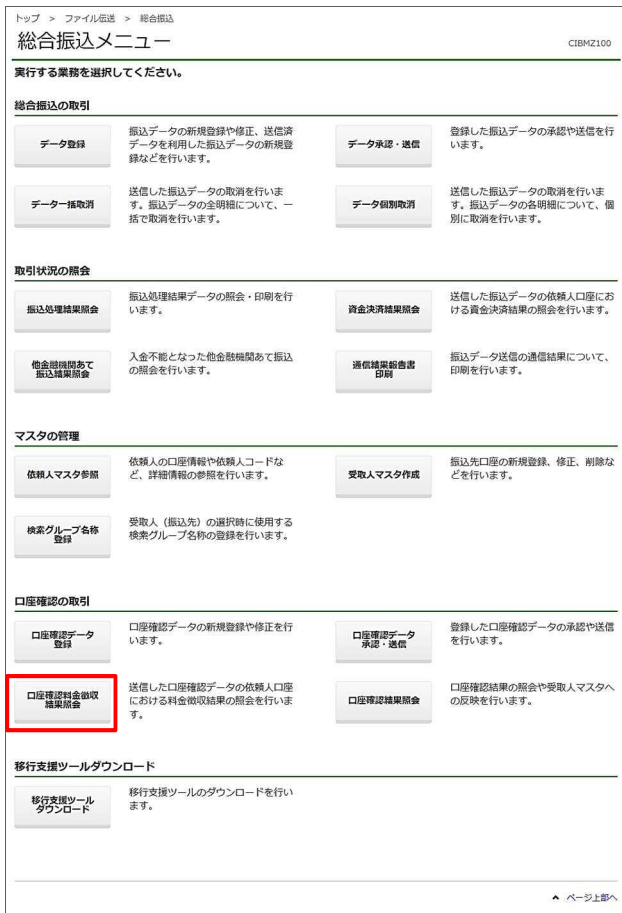 トップ > ファイル伝送 > 総合振込
総合振込メニュー
CIBMZ100
実行する業務を選択してください。
総合振込の取引
データ登録
振込データの新規登録や修正、送信済
データを利用した振込データの新規登
録などを行います。
データ承認・送信
登録した振込データの承認や送信を行
います。
データ一括取消
送信した振込データの取消を行いま
す。振込データの全明細について、一
括で取消を行います。
データ個別取消
送信した振込データの取消を行いま
す。振込データの各明細について、個
別に取消を行います。
取引状況の照会
振込処理結果照会
振込処理結果データの照会・印刷を行
います。
資金決済結果照会
送信した振込データの依頼人口座にお
ける資金決済結果の照会を行います。
他金融機関あて
振込結果照会
入金不能となった他金融機関あて振込
の照会を行います。
通信結果報告書
印刷
振込データ送信の通信結果について、
印刷を行います。
マスタの管理
依頼人マスタ参照
依頼人の口座情報や依頼人コードな
ど、詳細情報の参照を行います。
受取人マスタ作成
振込先口座の新規登録、修正、削除な
どを行います。
検索グループ名称
登録
受取人（振込先）の選択時に使用する
検索グループ名称の登録を行います。
口座確認の取引
口座確認データ
登録
口座確認データの新規登録や修正を行
います。
口座確認データ
承認・送信
登録した口座確認データの承認や送信
を行います。
口座確認料金徴収
結果照会
送信した口座確認データの依頼人口座
における料金徴収結果の照会を行いま
す。
口座確認結果照会
口座確認結果の照会や受取人マスタへ
の反映を行います。
移行支援ツールダウンロード
移行支援ツール
ダウンロード
移行支援ツールのダウンロードを行い
ます。
ページ上部へ